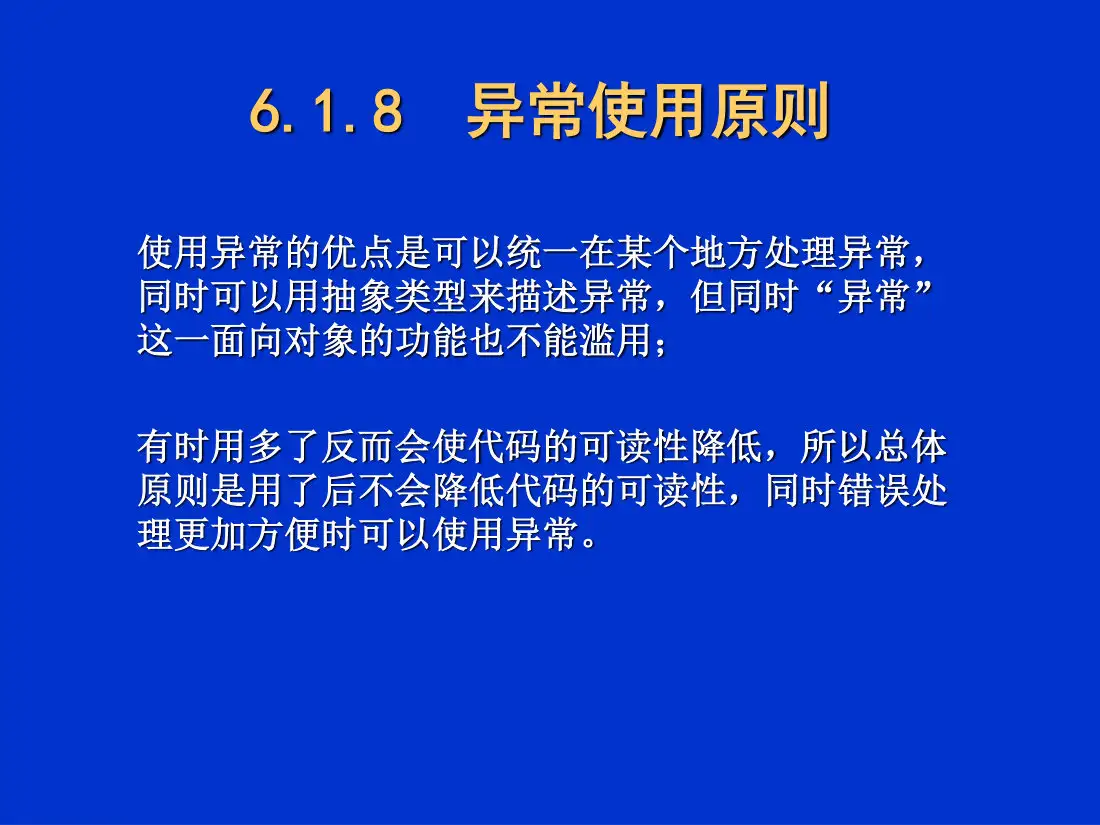 6.1.8 异常使用原则
使用异常的优点是可以统一在某个地方处理异常，
同时可以用抽象类型来描述异常，但同时“异常”
这一面向对象的功能也不能滥用；
有时用多了反而会使代码的可读性降低，所以总体
原则是用了后不会降低代码的可读性，同时错误处
理更加方便时可以使用异常。